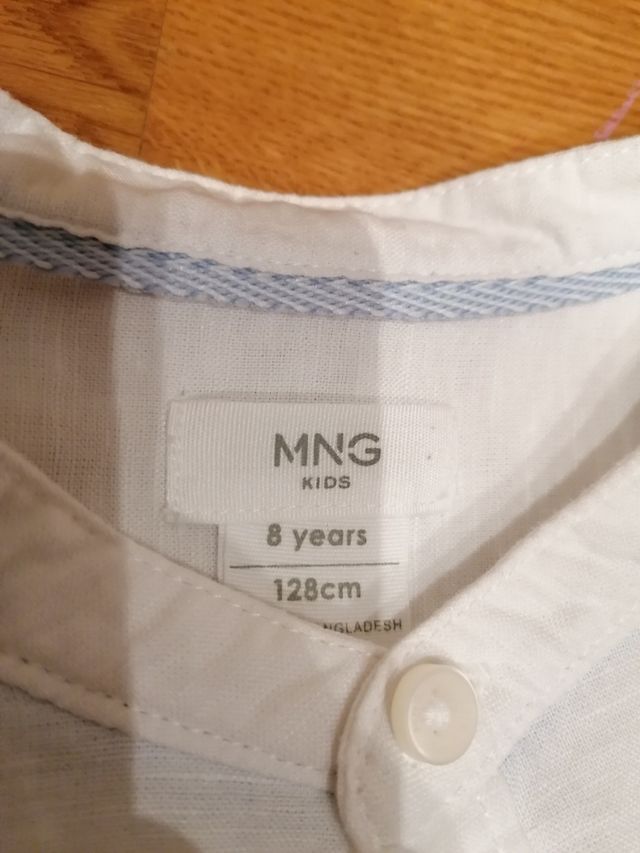 MNG
KIDS
8 years
128cm